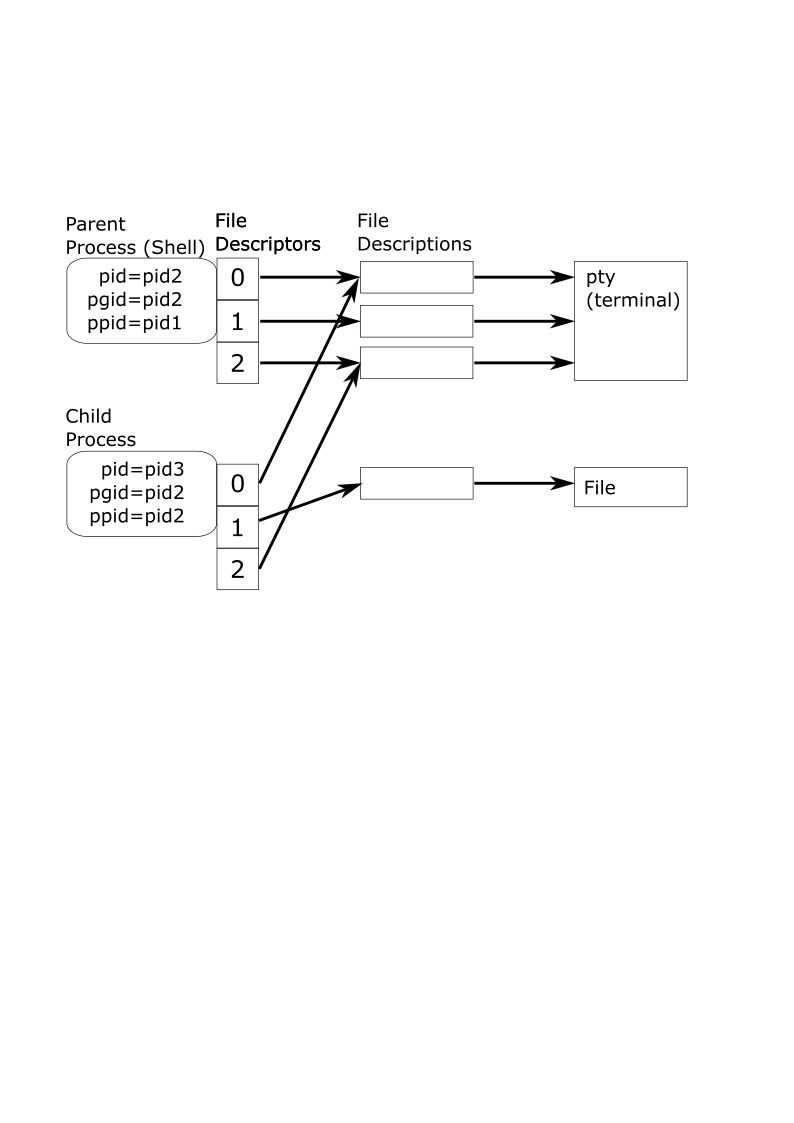 Parent
Process (Shell)
File
Descriptors
File
Descriptions
pid=pid2
pgid=pid2
ppid=pid1
0
1
2
pty
(terminal)
Child
Process
pid=pid3
pgid=pid2
ppid=pid2
0
1
2
File